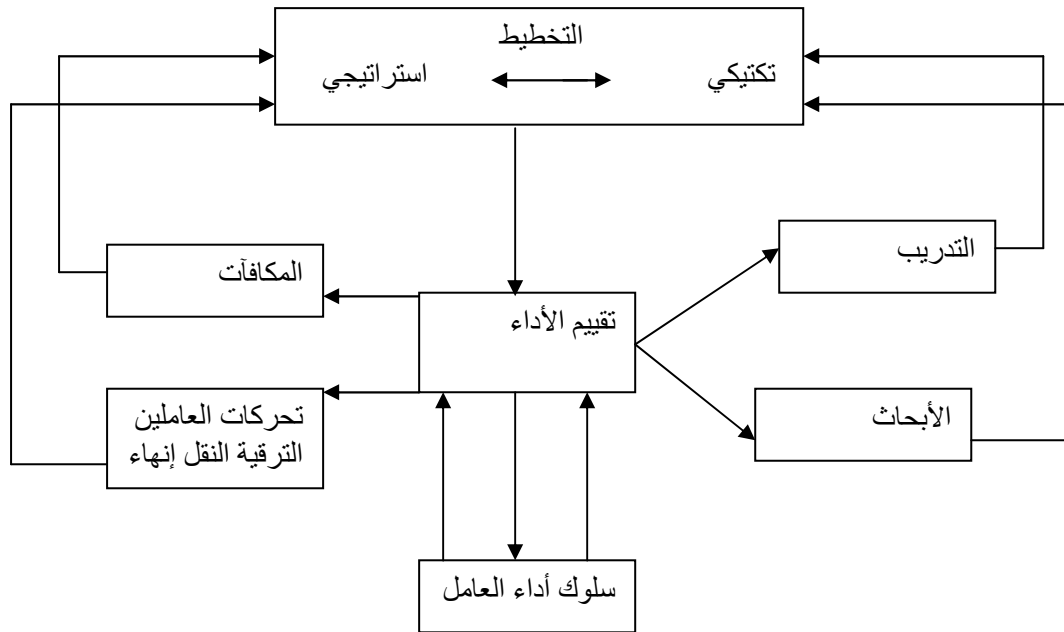 التخطيط
تكتيكي
استراتيجي
التدريب
المكافآت
تقييم الأداء
تحركات العاملين
الترقية النقل إنهاء
الأبحاث
سلوك أداء العامل